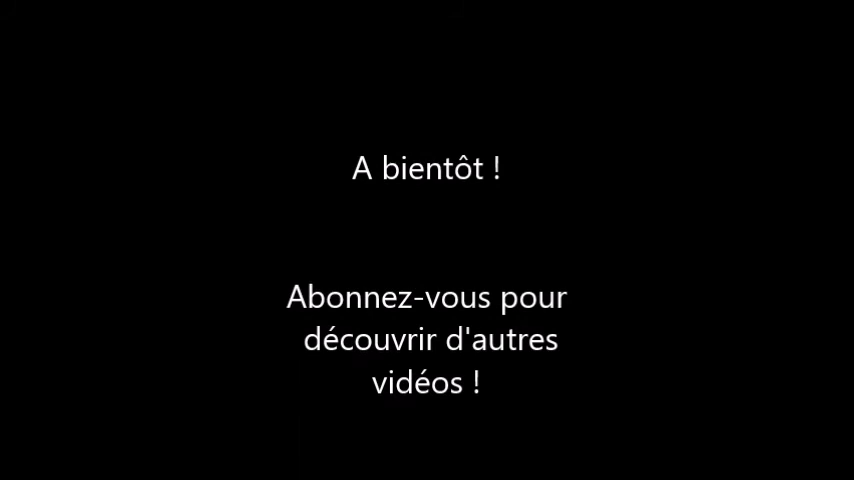 A bientôt !
Abonnez-vous pour
découvrir d'autres
vidéos !